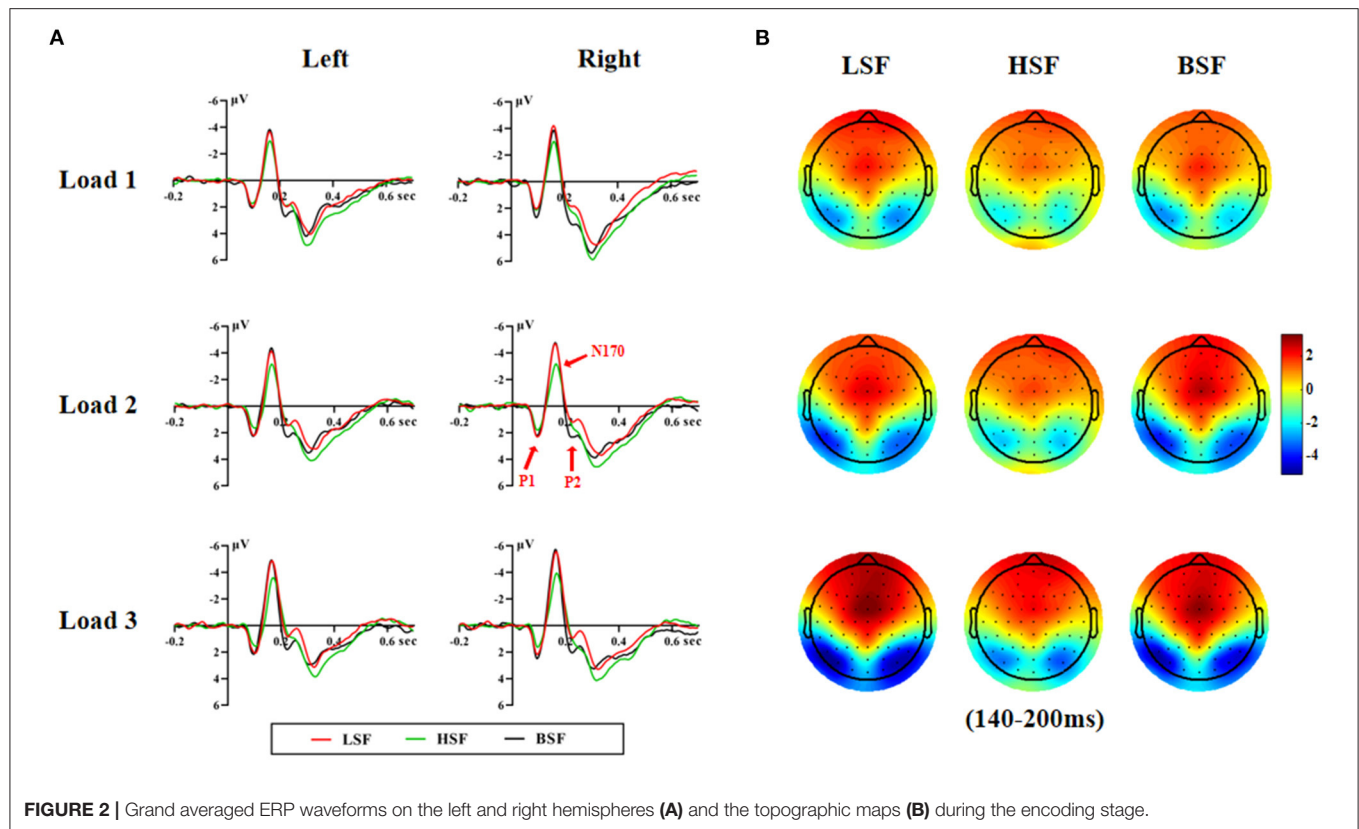 A
B
Left
Right
LSF
HSF
BSF
Load 1
-6 µV
-4
-2
-0.2
0.2
0.4
0.6 sec
2
4
6
-6 µV
-4
-2
-0.2
0.2
0.4
0.6 sec
2
4
6
Load 2
-6 µV
-4
-2
-0.2
0.2
0.4
0.6 sec
2
4
6
-6 µV
-4
-2
-0.2
0.2
0.4
0.6 sec
2
4
6
N170
P1
P2
2
0
-2
-4
Load 3
-6 µV
-4
-2
-0.2
0.2
0.4
0.6 sec
2
4
6
-6 µV
-4
-2
-0.2
0.2
0.4
0.6 sec
2
4
6
(140-200ms)
LSF HSF BSF
FIGURE 2 | Grand averaged ERP waveforms on the left and right hemispheres (A) and the topographic maps (B) during the encoding stage.